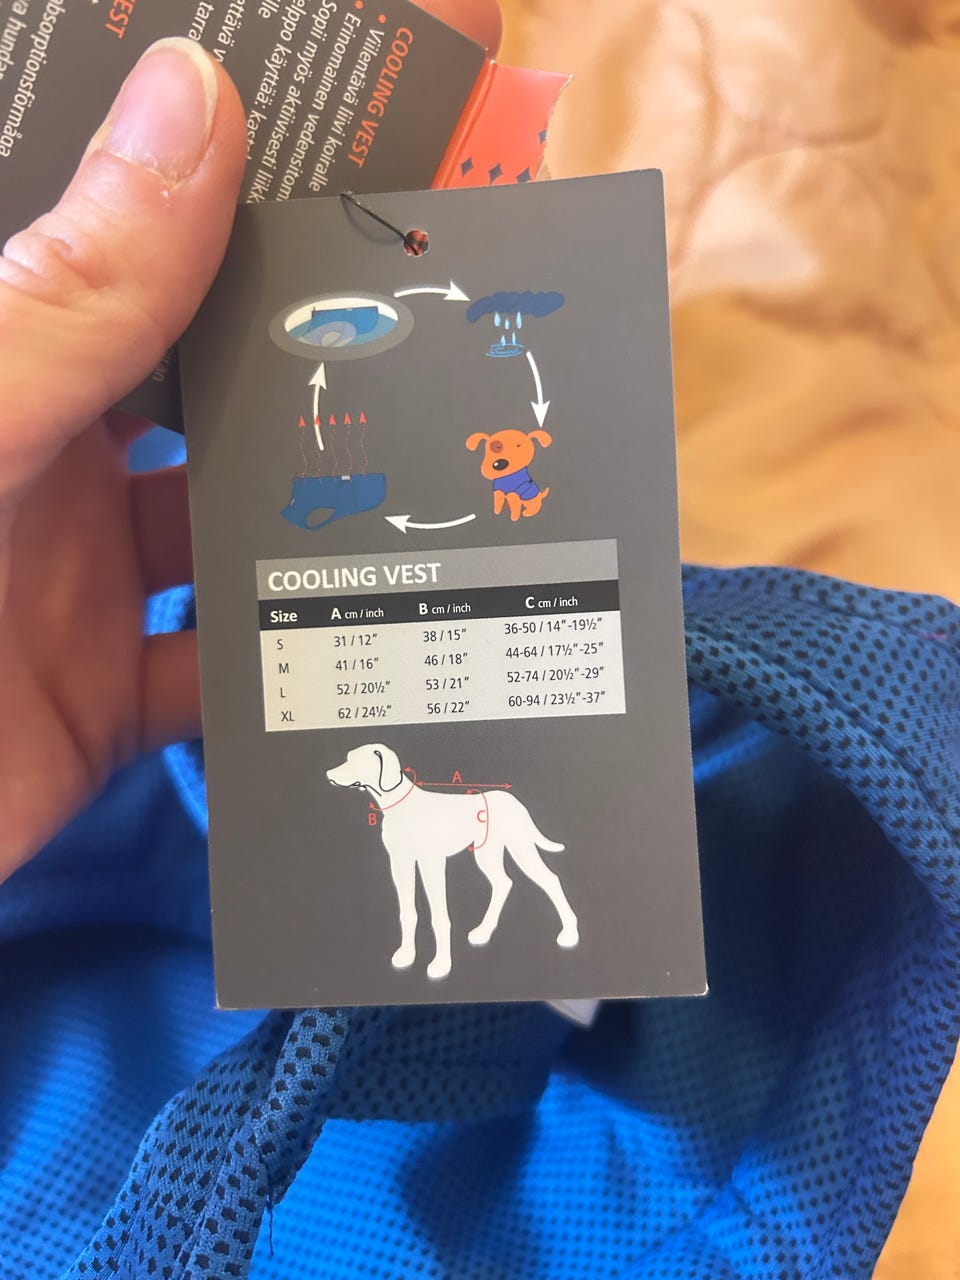 COOLING VEST
• Viilentävä liivi koiralle
• Erinomainen
Sopii myös aktiivisesti
VEST
COOLING VEST
Size A cm / inch B cm / inch C cm / inch
S 31 / 12" 38 / 15" 36-50 / 14"-19½"
M 41 / 16" 46 / 18" 44-64 / 17½"-25"
L 52 / 20½" 53 / 21" 52-74 / 20½"-29"
XL 62 / 24½" 56 / 22" 60-94 / 23½"-37"
A
B
C